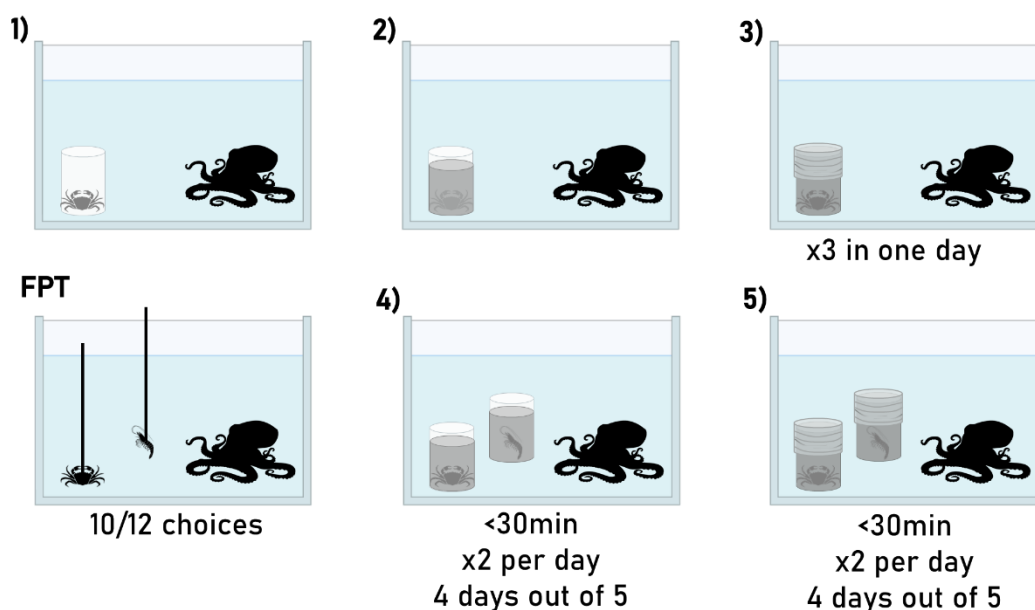 1)
2)
3)
x3 in one day
FPT
10/12 choices
4)
<30min
x2 per day
4 days out of 5
5)
<30min
x2 per day
4 days out of 5